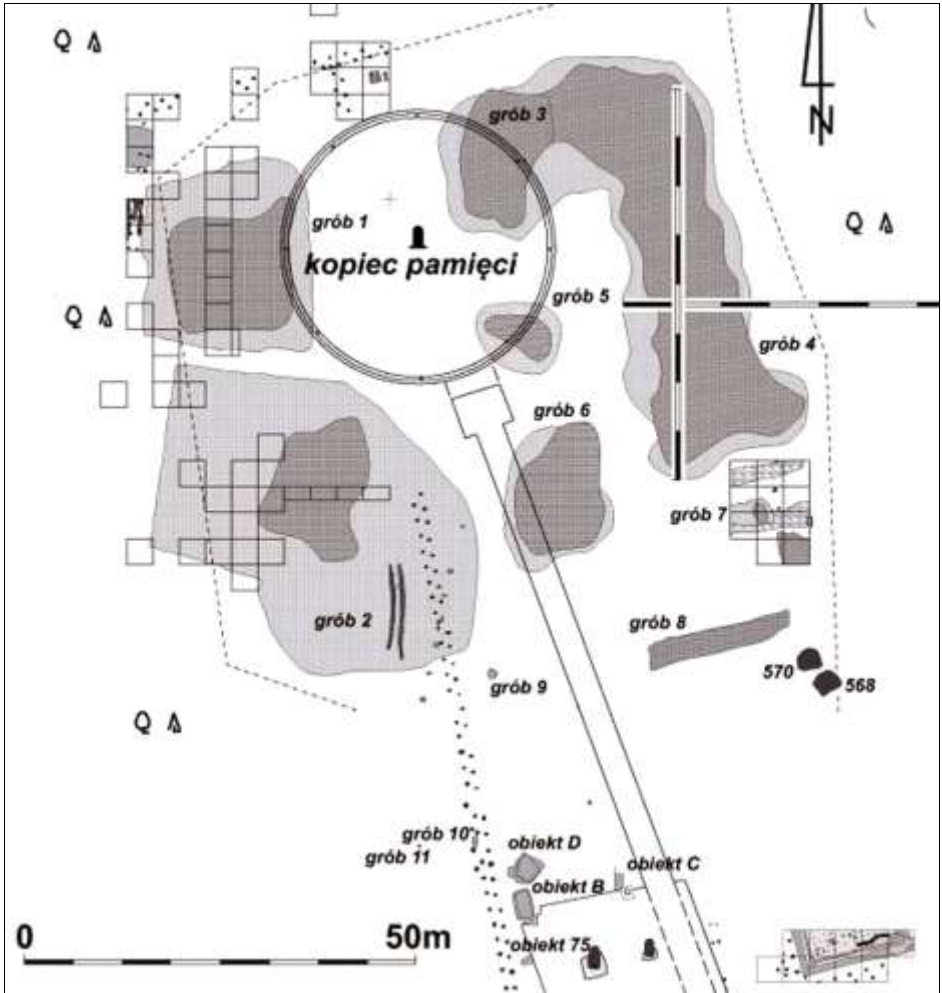 N
grób 3
grób 1
kopiec pamięci
grób 5
grób 4
grób 6
grób 7
grób 2
grób 8
570
568
grób 9
grób 10
grób 11
obiekt D
obiekt C
obiekt B
obiekt 75
0
50m